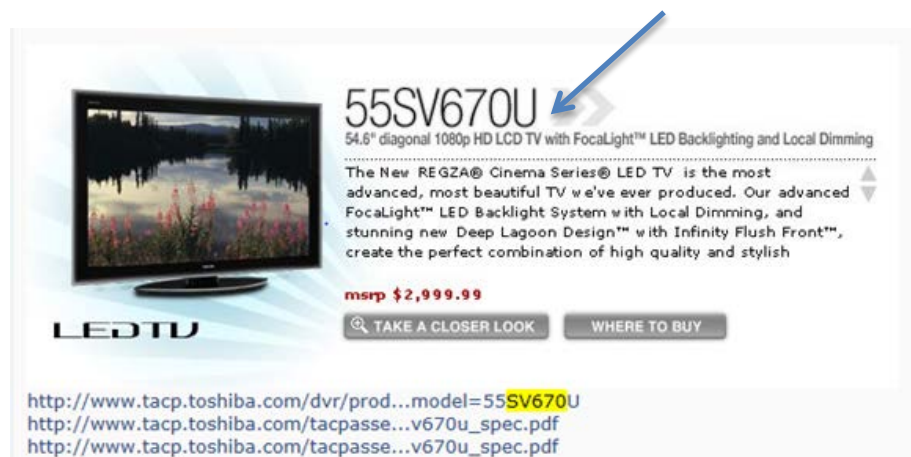 55SV670U
54.6" diagonal 1080p HD LCD TV with FocaLight™ LED Backlighting and Local Dimming
The New REGZA® Cinema Series® LED TV is the most
advanced, most beautiful TV we've ever produced. Our advanced
FocaLight™ LED Backlight System with Local Dimming, and
stunning new Deep Lagoon Design™ with Infinity Flush Front™,
create the perfect combination of high quality and stylish
msrp $2,999.99
LEDTV
TAKE A CLOSER LOOK WHERE TO BUY
http://www.tacp.toshiba.com/dvr/prod...model=55SV670U
http://www.tacp.toshiba.com/tacpasse...v670u_spec.pdf
http://www.tacp.toshiba.com/tacpasse...v670u_spec.pdf